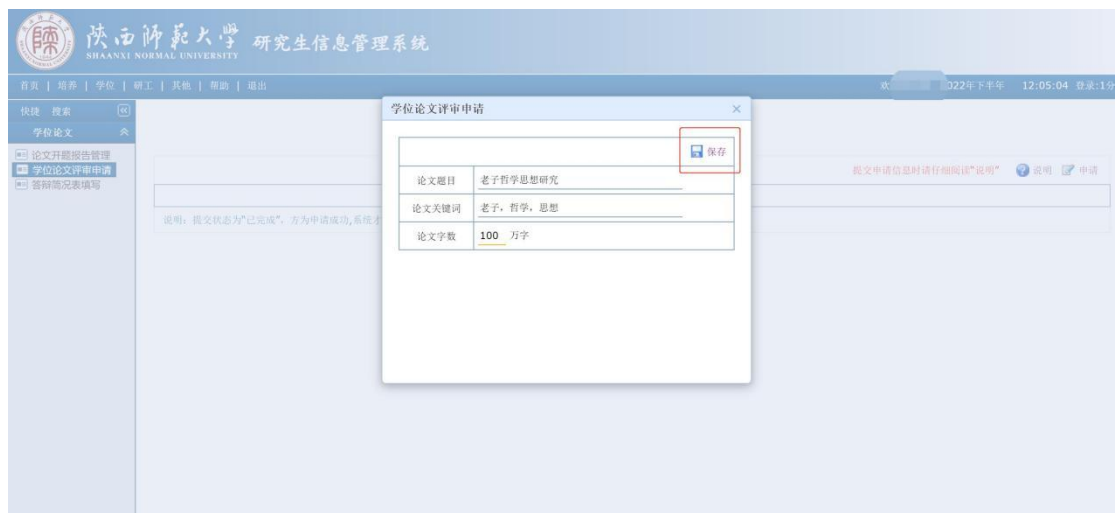 陕西师范大学 研究生信息管理系统
SHAANXI NORMAL UNIVERSITY
首页 | 培养 | 学位 | 研工 | 其他 | 帮助 | 退出
欢 022年下半年 12:05:04 登录:1分
快捷 搜索
学位论文
论文开题报告管理
学位论文评审申请
答辩简况表填写
提交申请信息时请仔细阅读"说明" 说明 申请
说明：提交状态为"已完成"，方为申请成功,系统才
学位论文评审申请
保存
论文题目 老子哲学思想研究
论文关键词 老子，哲学，思想
论文字数 100 万字